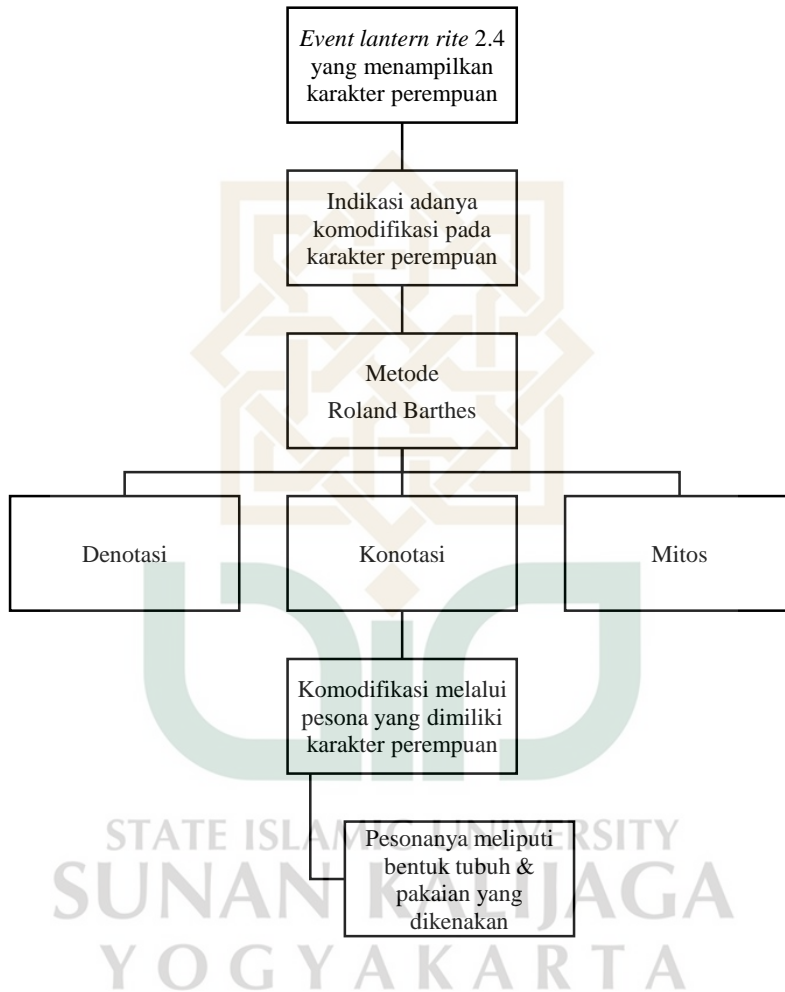 Event lantern rite 2.4
yang menampilkan
karakter perempuan
Indikasi adanya
komodifikasi pada
karakter perempuan
Metode
Roland Barthes
Denotasi
Konotasi
Mitos
Komodifikasi melalui
pesona yang dimiliki
karakter perempuan
Pesonanya meliputi
bentuk tubuh &
pakaian yang
dikenakan
STATE ISLAMIC UNIVERSITY
SUNAN KALIJAGA
YOGYAKARTA